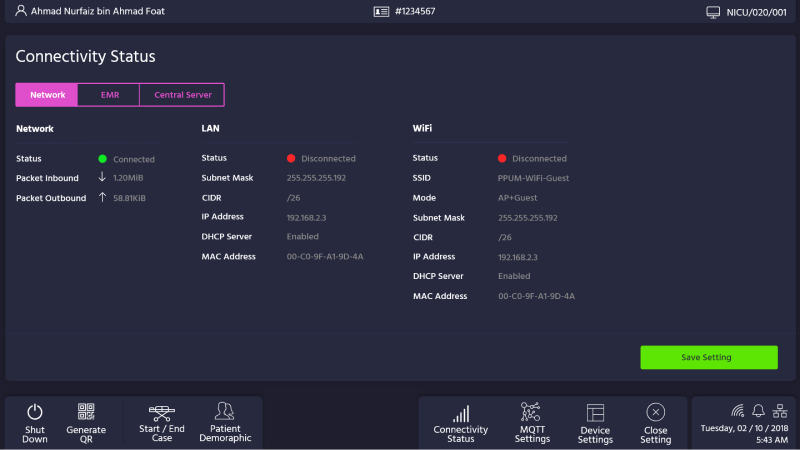 Ahmad Nurfaiz bin Ahmad Foat
#1234567
NICU/020/001
Connectivity Status
Network
EMR
Central Server
Network
Status Connected
Packet Inbound 1.20MiB
Packet Outbound 58.81KiB
LAN
Status Disconnected
Subnet Mask 255.255.255.192
CIDR /26
IP Address 192.168.2.3
DHCP Server Enabled
MAC Address 00-C0-9F-A1-9D-4A
WiFi
Status Disconnected
SSID PPUM-WiFi-Guest
Mode AP+Guest
Subnet Mask 255.255.255.192
CIDR /26
IP Address 192.168.2.3
DHCP Server Enabled
MAC Address 00-C0-9F-A1-9D-4A
Save Setting
Shut
Down
Generate
QR
Start / End
Case
Patient
Demoraphic
Connectivity
Status
MQTT
Settings
Device
Settings
Close
Setting
Tuesday, 02 / 10 / 2018
5:43 AM